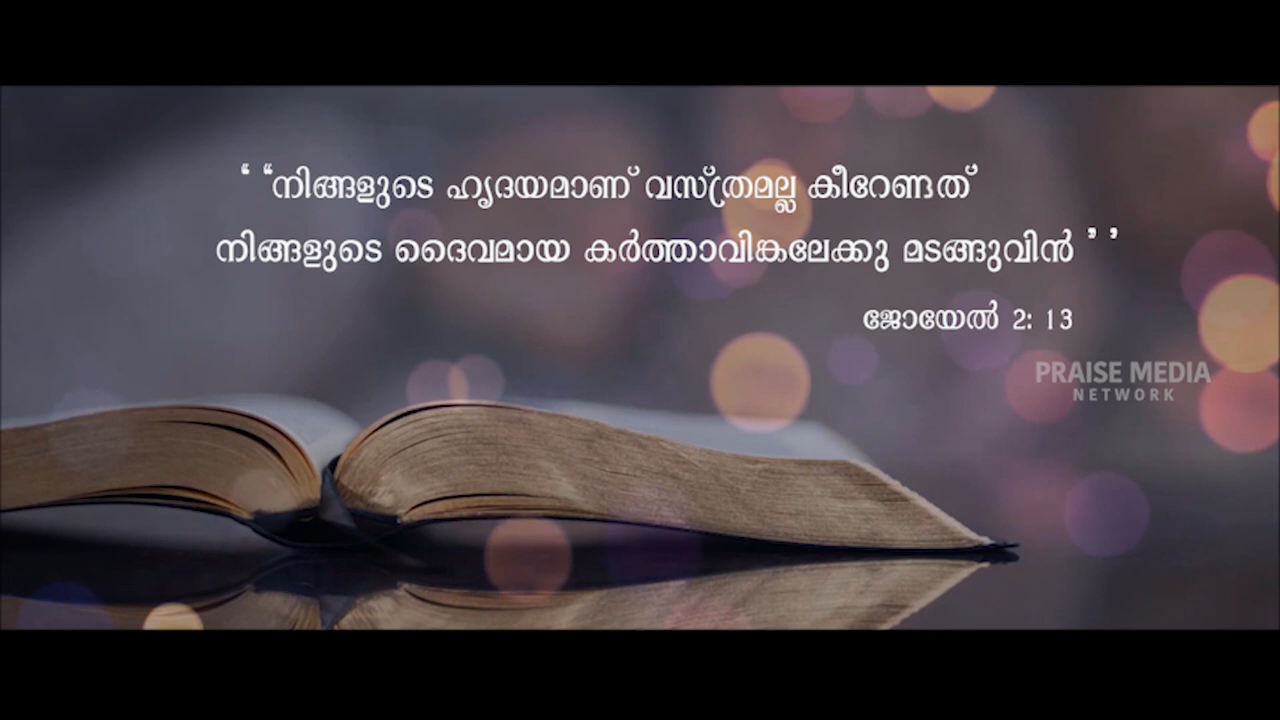 ‘ “നിങ്ങളുടെ ഹൃദയമാണ് വസ്ത്രമല്ല കീറേണ്ടത്
നിങ്ങളുടെ ദൈവമായ കർത്താവിങ്കലേക്കു മടങ്ങുവിൻ ’ ’
ജോയേൽ 2: 13
PRAISE MEDIA
NETWORK